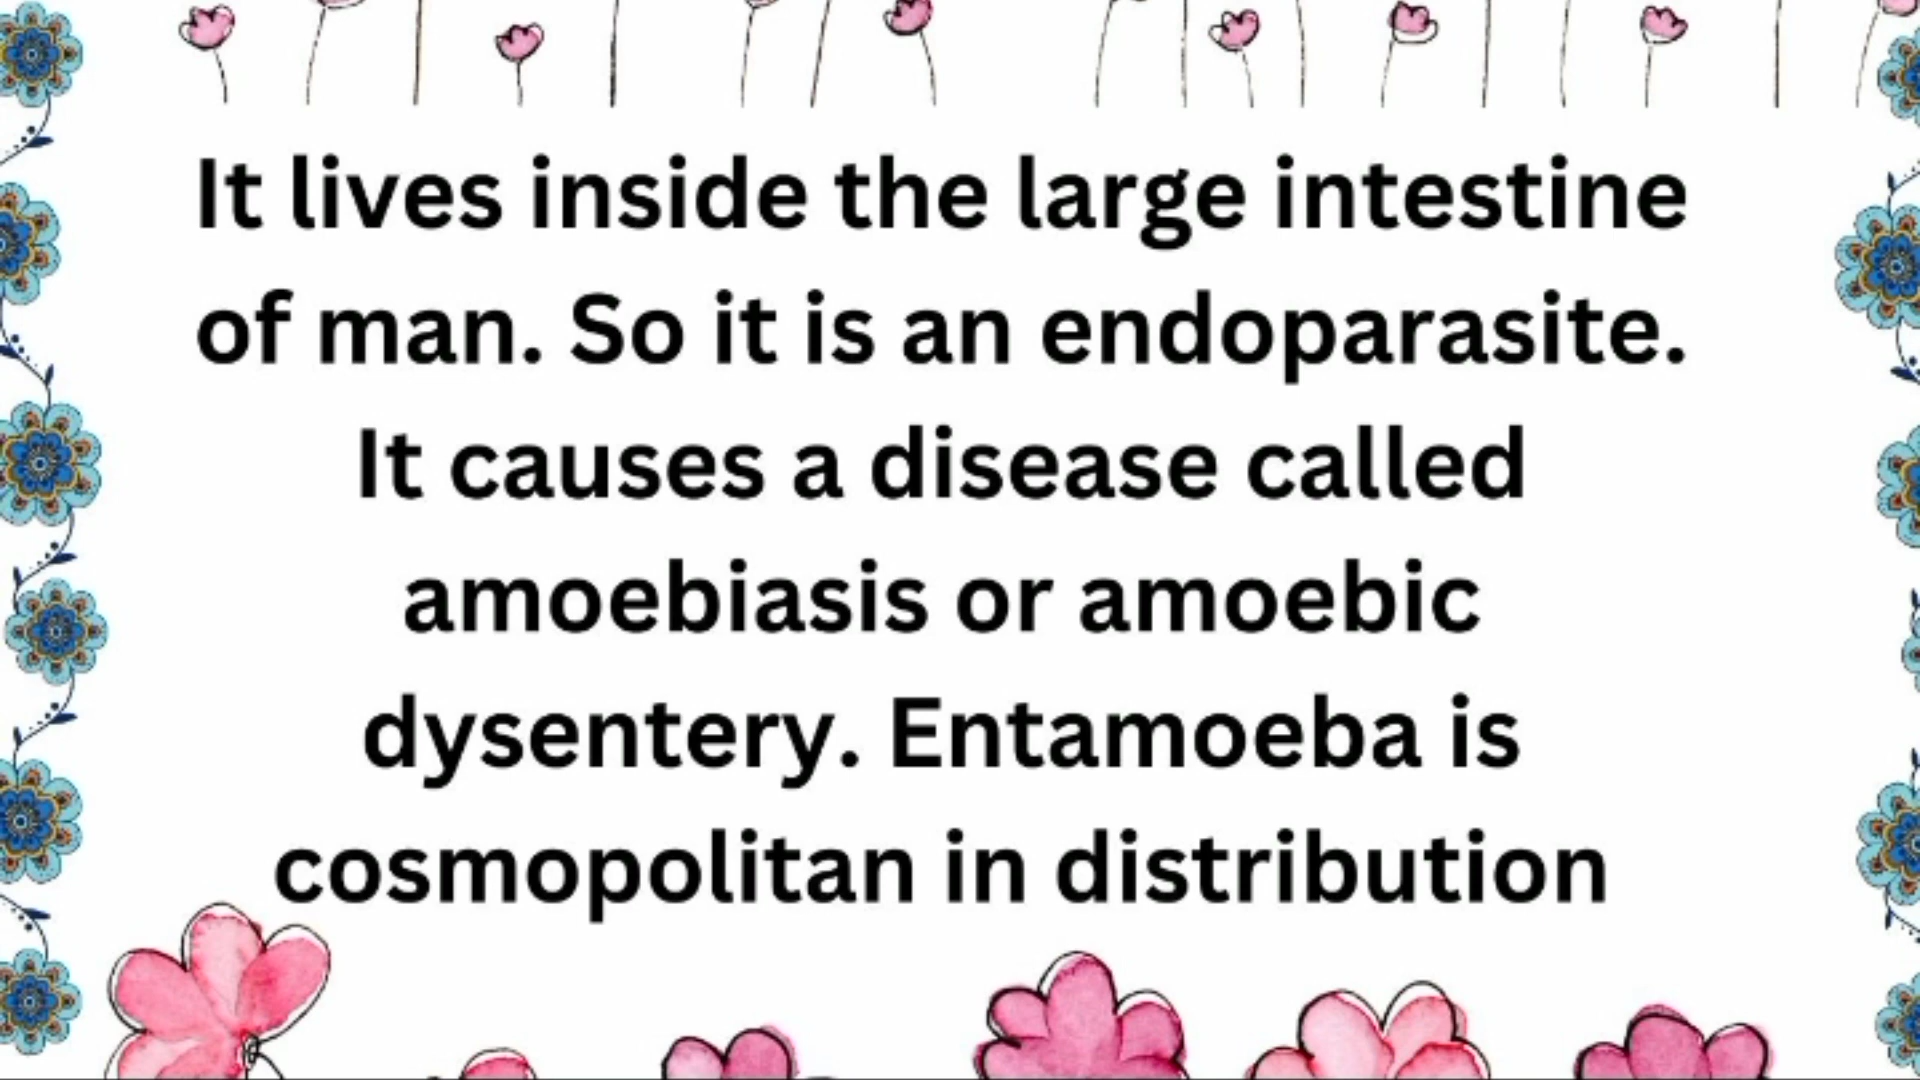 It lives inside the large intestine
of man. So it is an endoparasite.
It causes a disease called
amoebiasis or amoebic
dysentery. Entamoeba is
cosmopolitan in distribution